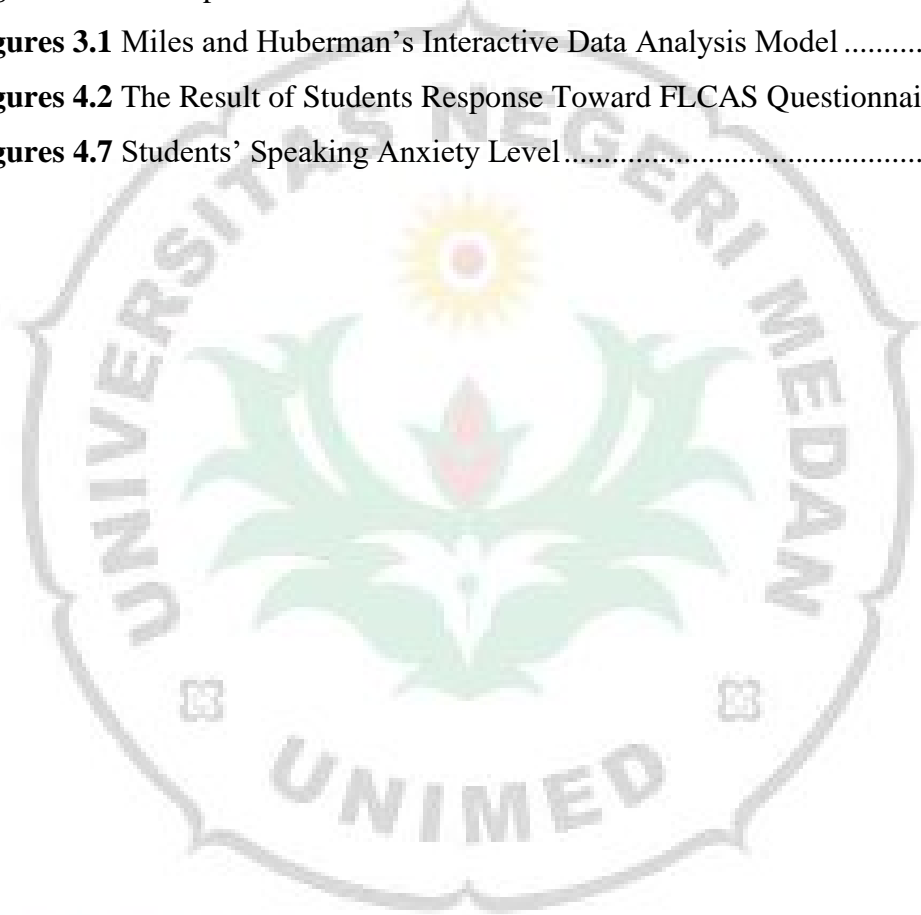 gures 3.1 Miles and Huberman’s Interactive Data Analysis Model ..........
gures 4.2 The Result of Students Response Toward FLCAS Questionnai
gures 4.7 Students’ Speaking Anxiety Level..........................................
UNIVERSITAS NEGERI MEDAN
UNIMED